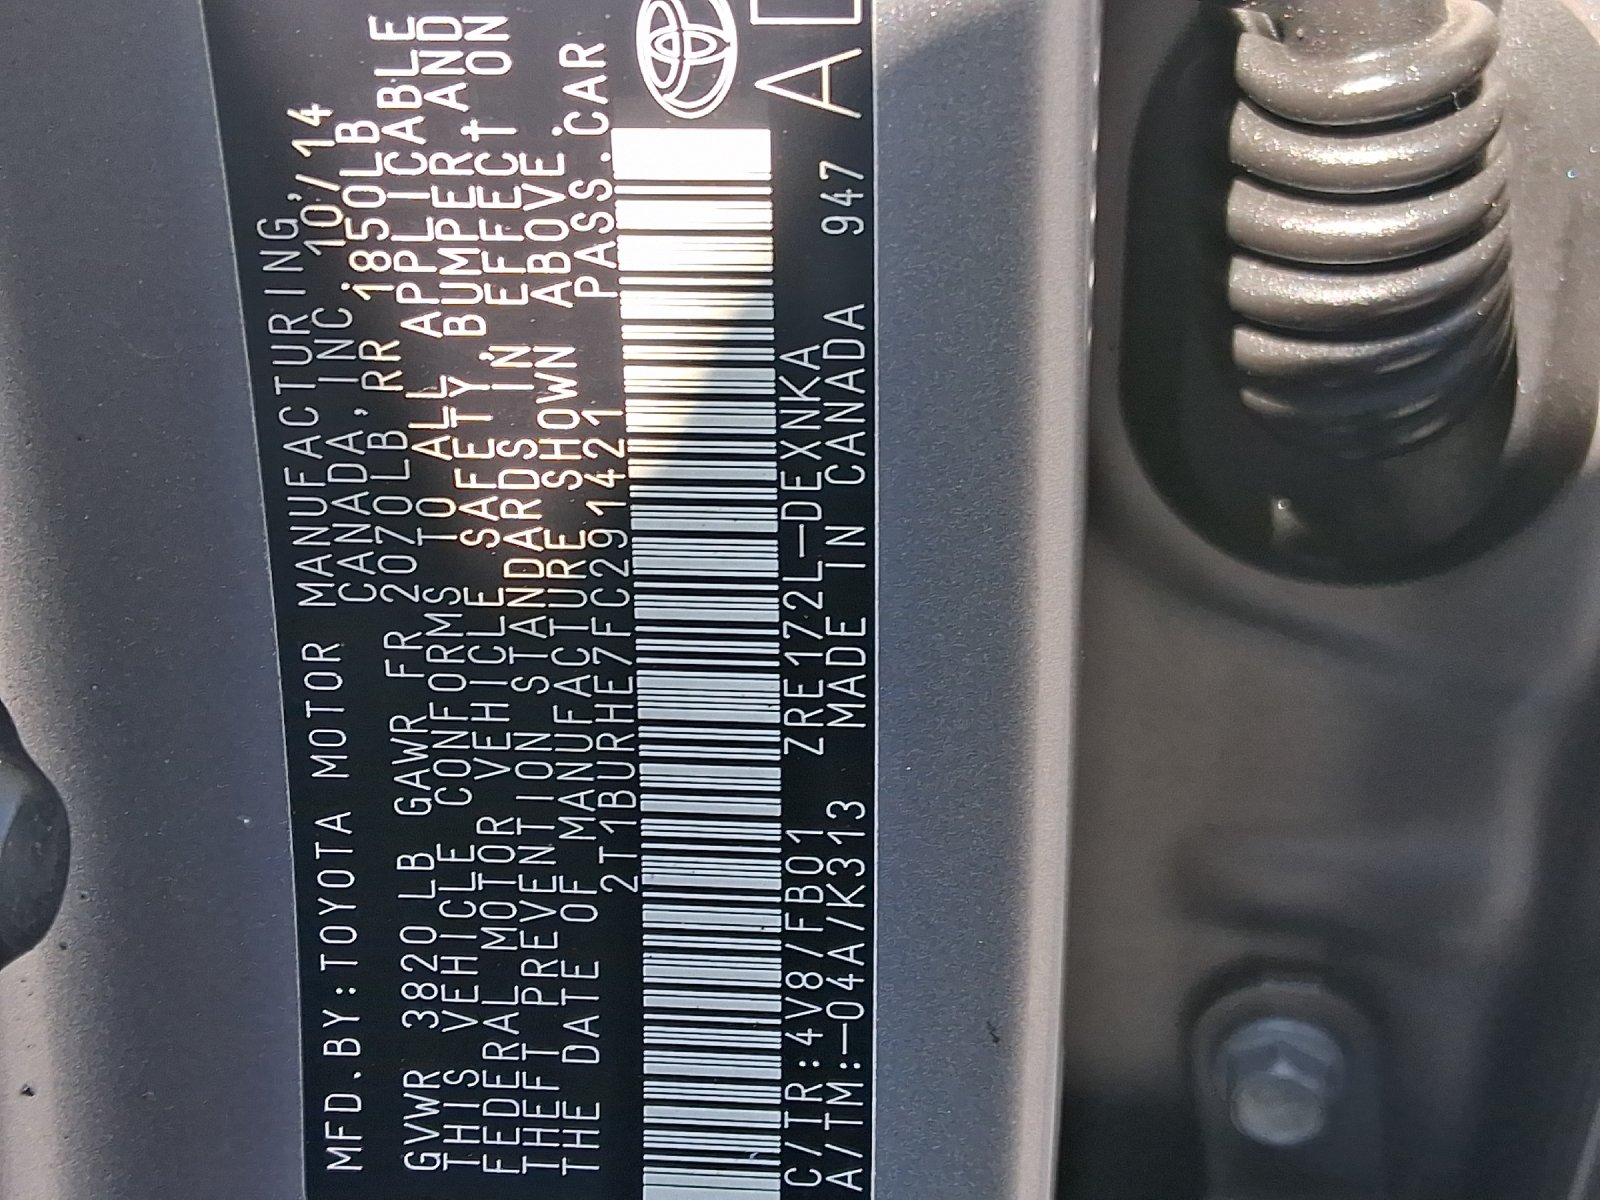 MFD.BY:TOYOTA MOTOR MANUFACTURING,
CANADA, INC. 10/14
GVWR 3820LB GAWR FR 2070LB, RR 1850LB
THIS VEHICLE CONFORMS TO ALL APPLICABLE
FEDERAL MOTOR VEHICLE SAFETY, BUMPER, AND
THEFT PREVENTION STANDARDS IN EFFECT ON
THE DATE OF MANUFACTURE SHOWN ABOVE.
2T1BURHE7FC291421 PASS.CAR
C/TR:4V8/FB01 ZRE172L-DEXNKA
A/TM:-04A/K313 MADE IN CANADA 947
A